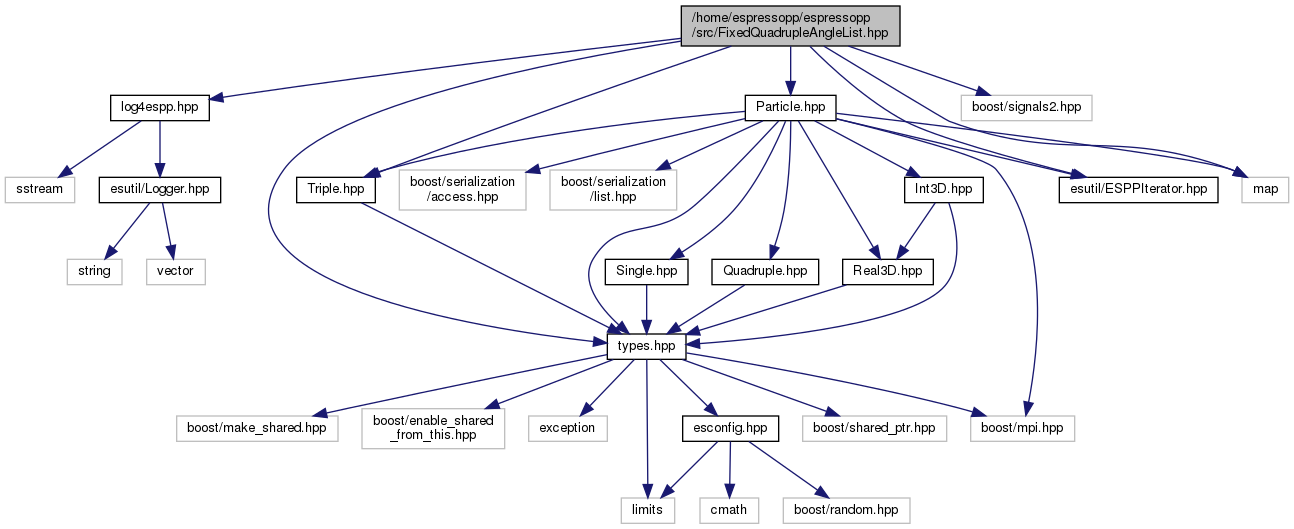 /home/espressopp/espressopp
/src/FixedQuadrupleAngleList.hpp
log4espp.hpp
Particle.hpp
boost/signals2.hpp
sstream
esutil/Logger.hpp
Triple.hpp
boost/serialization
/access.hpp
boost/serialization
/list.hpp
Int3D.hpp
esutil/ESPPIterator.hpp
map
string
vector
Single.hpp
Quadruple.hpp
Real3D.hpp
types.hpp
boost/make_shared.hpp
boost/enable_shared
_from_this.hpp
exception
esconfig.hpp
boost/shared_ptr.hpp
boost/mpi.hpp
limits
cmath
boost/random.hpp